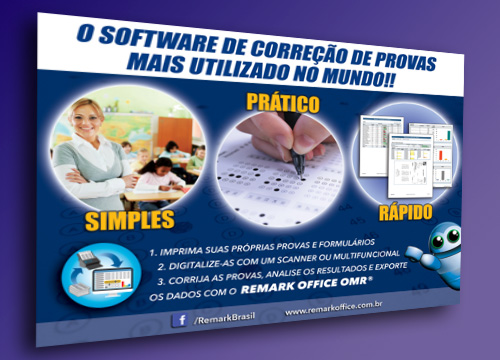 O SOFTWARE DE CORREÇÃO DE PROVAS
MAIS UTILIZADO NO MUNDO!!
PRÁTICO
SIMPLES
RÁPIDO
1. IMPRIMA SUAS PRÓPRIAS PROVAS E FORMULÁRIOS
2. DIGITALIZE-AS COM UM SCANNER OU MULTIFUNCIONAL
3. CORRIJA AS PROVAS, ANALISE OS RESULTADOS E EXPORTE
OS DADOS COM O REMARK OFFICE OMR®
f /RemarkBrasil www.remarkoffice.com.br